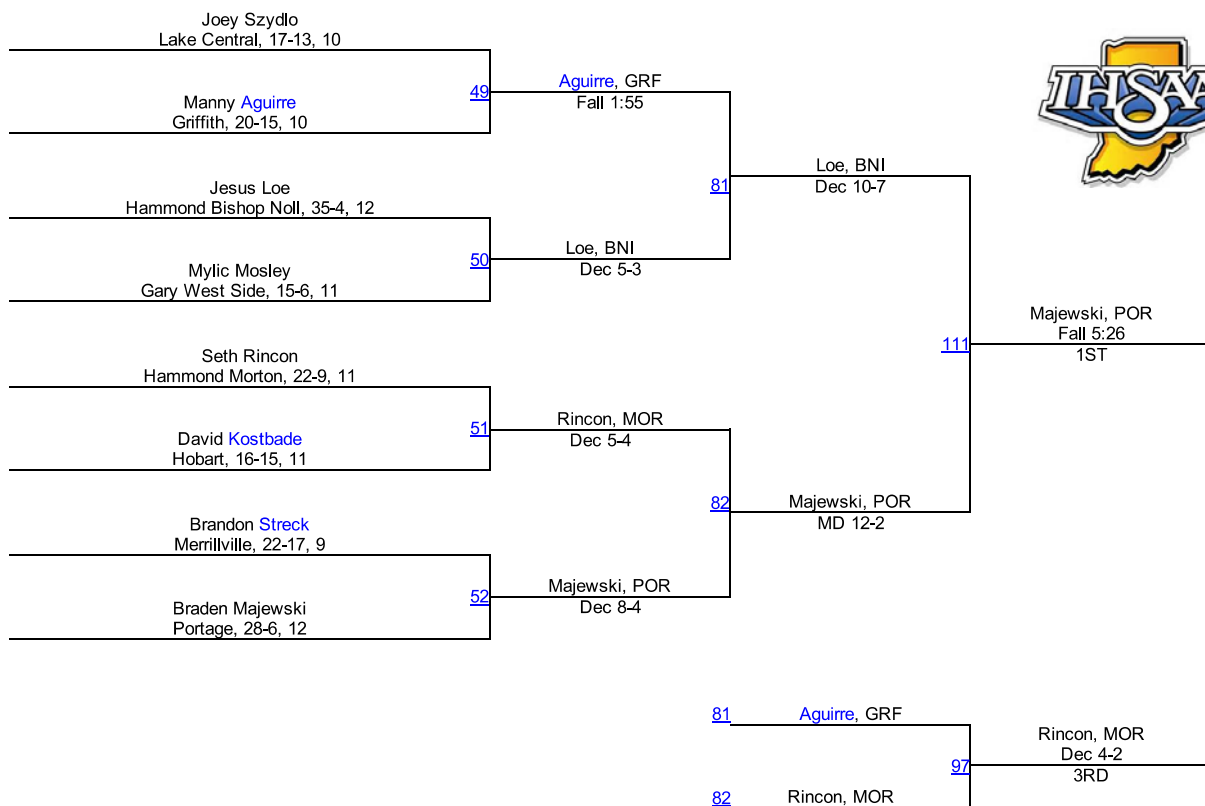 Joey Szydlo
Lake Central, 17-13, 10
49
Manny Aguirre
Griffith, 20-15, 10
Aguirre, GRF
Fall 1:55
Jesus Loe
Hammond Bishop Noll, 35-4, 12
50
Mylic Mosley
Gary West Side, 15-6, 11
Loe, BNI
Dec 5-3
81
Loe, BNI
Dec 10-7
Seth Rincon
Hammond Morton, 22-9, 11
51
David Kostbade
Hobart, 16-15, 11
Rincon, MOR
Dec 5-4
Brandon Streck
Merrillville, 22-17, 9
52
Braden Majewski
Portage, 28-6, 12
Majewski, POR
Dec 8-4
82
Majewski, POR
MD 12-2
111
Majewski, POR
Fall 5:26
1ST
IHSAA
81
Aguirre, GRF
97
82
Rincon, MOR
Rincon, MOR
Dec 4-2
3RD